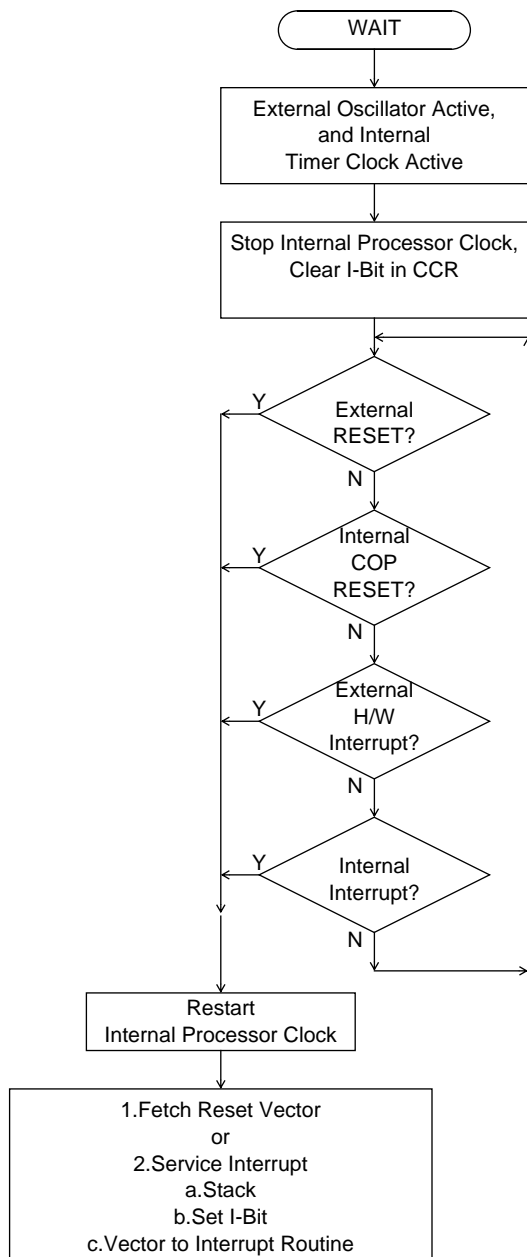 WAIT
External Oscillator Active,
and Internal
Timer Clock Active
Stop Internal Processor Clock,
Clear I-Bit in CCR
Y
External
RESET?
N
Y
Internal
COP
RESET?
N
Y
External
H/W
Interrupt?
N
Y
Internal
Interrupt?
N
Restart
Internal Processor Clock
1.Fetch Reset Vector
or
2.Service Interrupt
a.Stack
b.Set I-Bit
c.Vector to Interrupt Routine